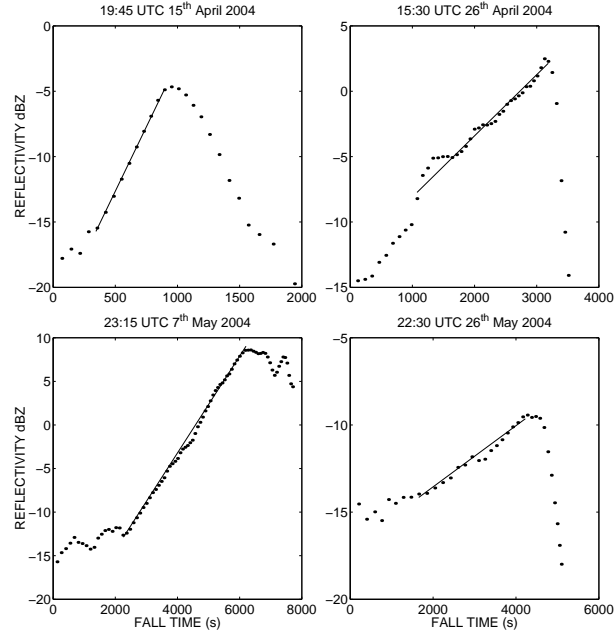 19:45 UTC 15th April 2004
0
−5
−10
−15
−20
0 500 1000 1500 2000
REFLECTIVITY dBZ
15:30 UTC 26th April 2004
5
0
−5
−10
−15
0 1000 2000 3000 4000
23:15 UTC 7th May 2004
10
5
0
−5
−10
−15
−20
0 2000 4000 6000 8000
REFLECTIVITY dBZ
FALL TIME (s)
22:30 UTC 26th May 2004
−5
−10
−15
−20
0 2000 4000 6000
FALL TIME (s)